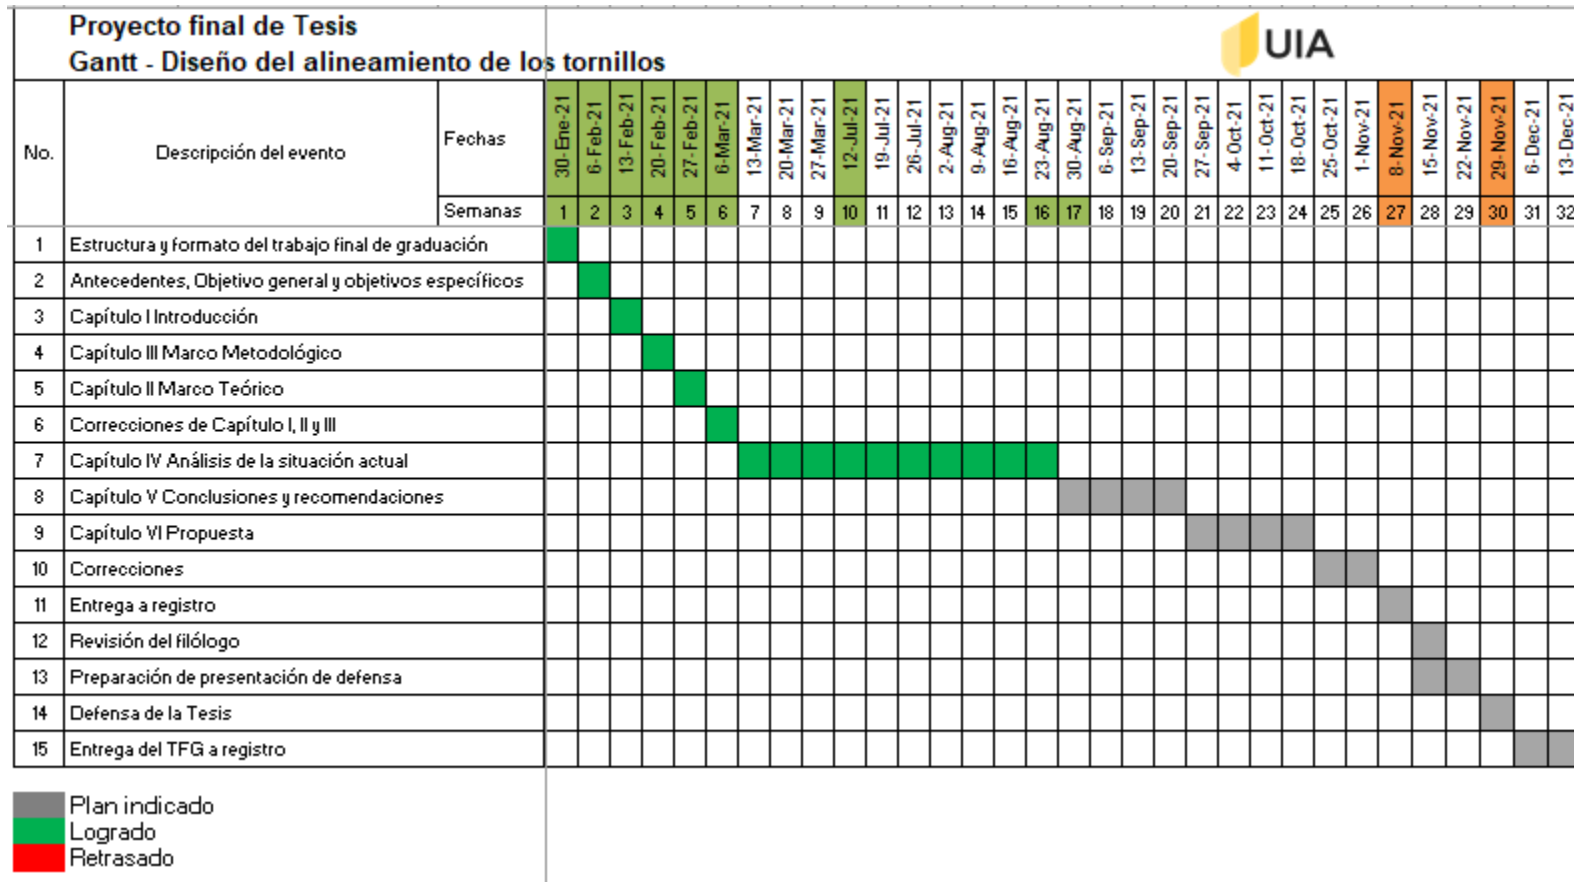 Proyecto final de Tesis
Gantt - Diseño del alineamiento de los tornillos
UIA
No. Descripción del evento Fechas 30-Ene-21 6-Feb-21 13-Feb-21 20-Feb-21 27-Feb-21 6-Mar-21 13-Mar-21 20-Mar-21 27-Mar-21 12-Jul-21 19-Jul-21 26-Jul-21 2-Aug-21 9-Aug-21 16-Aug-21 23-Aug-21 30-Aug-21 6-Sep-21 13-Sep-21 20-Sep-21 27-Sep-21 4-Oct-21 11-Oct-21 18-Oct-21 25-Oct-21 1-Nov-21 8-Nov-21 15-Nov-21 22-Nov-21 29-Nov-21 6-Dec-21 13-Dec-21
Semanas 1 2 3 4 5 6 7 8 9 10 11 12 13 14 15 16 17 18 19 20 21 22 23 24 25 26 27 28 29 30 31 32
1 Estructura y formato del trabajo final de graduación
2 Antecedentes, Objetivo general y objetivos específicos
3 Capítulo I Introducción
4 Capítulo III Marco Metodológico
5 Capítulo II Marco Teórico
6 Correcciones de Capítulo I, II y III
7 Capítulo IV Análisis de la situación actual
8 Capítulo V Conclusiones y recomendaciones
9 Capítulo VI Propuesta
10 Correcciones
11 Entrega a registro
12 Revisión del filólogo
13 Preparación de presentación de defensa
14 Defensa de la Tesis
15 Entrega del TFG a registro
Plan indicado
Logrado
Retrasado